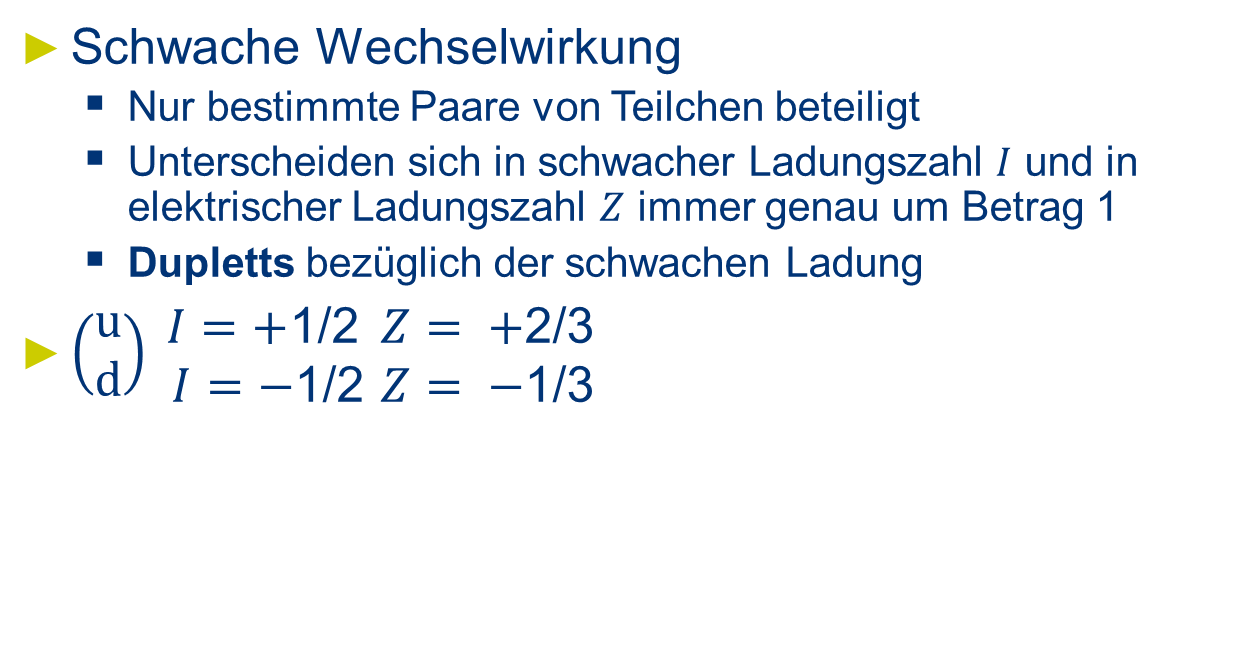 ► Schwache Wechselwirkung
▪ Nur bestimmte Paare von Teilchen beteiligt
▪ Unterscheiden sich in schwacher Ladungszahl I und in
elektrischer Ladungszahl Z immer genau um Betrag 1
▪ Dupletts bezüglich der schwachen Ladung
► (u I = +1/2 Z = +2/3
d) I = −1/2 Z = −1/3